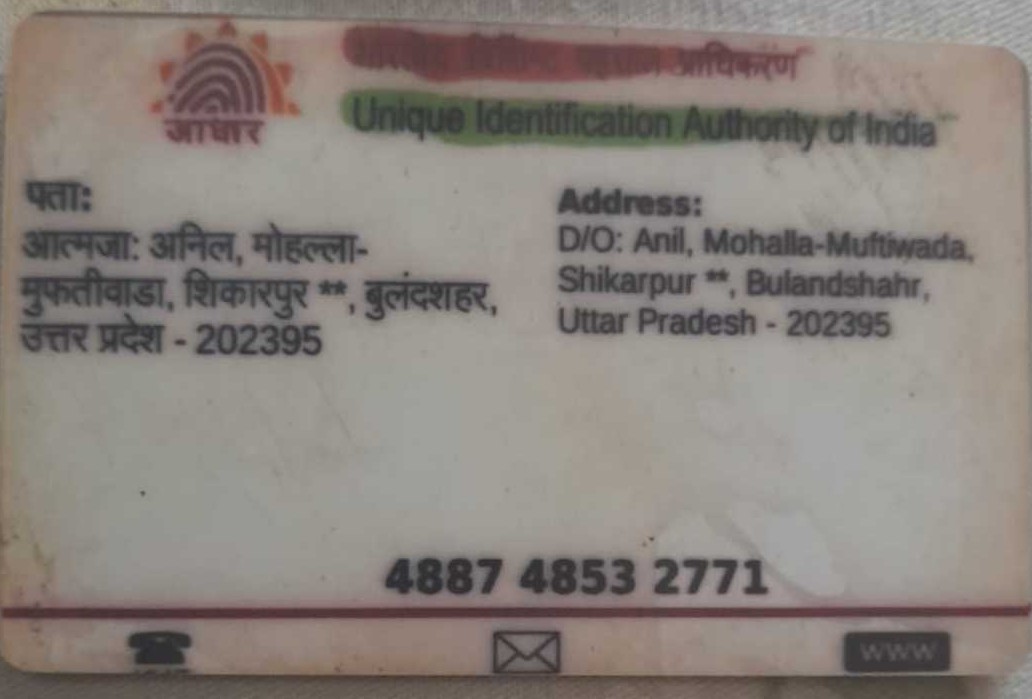 आधार
प्राधिकरण
Unique Identification Authority of India
पता:
आत्मजा: अनिल, मोहल्ला-
मुफतीवाडा, शिकारपुर **, बुलंदशहर,
उत्तर प्रदेश - 202395
Address:
D/O: Anil, Mohalla-Muftiwada,
Shikarpur **, Bulandshahr,
Uttar Pradesh - 202395
4887 4853 2771
WWW